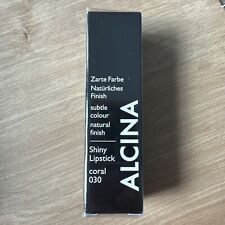 Zarte Farbe
Natürliches
Finish
subtle
colour
natural
finish
Shiny
Lipstick
coral
030
ALCINA